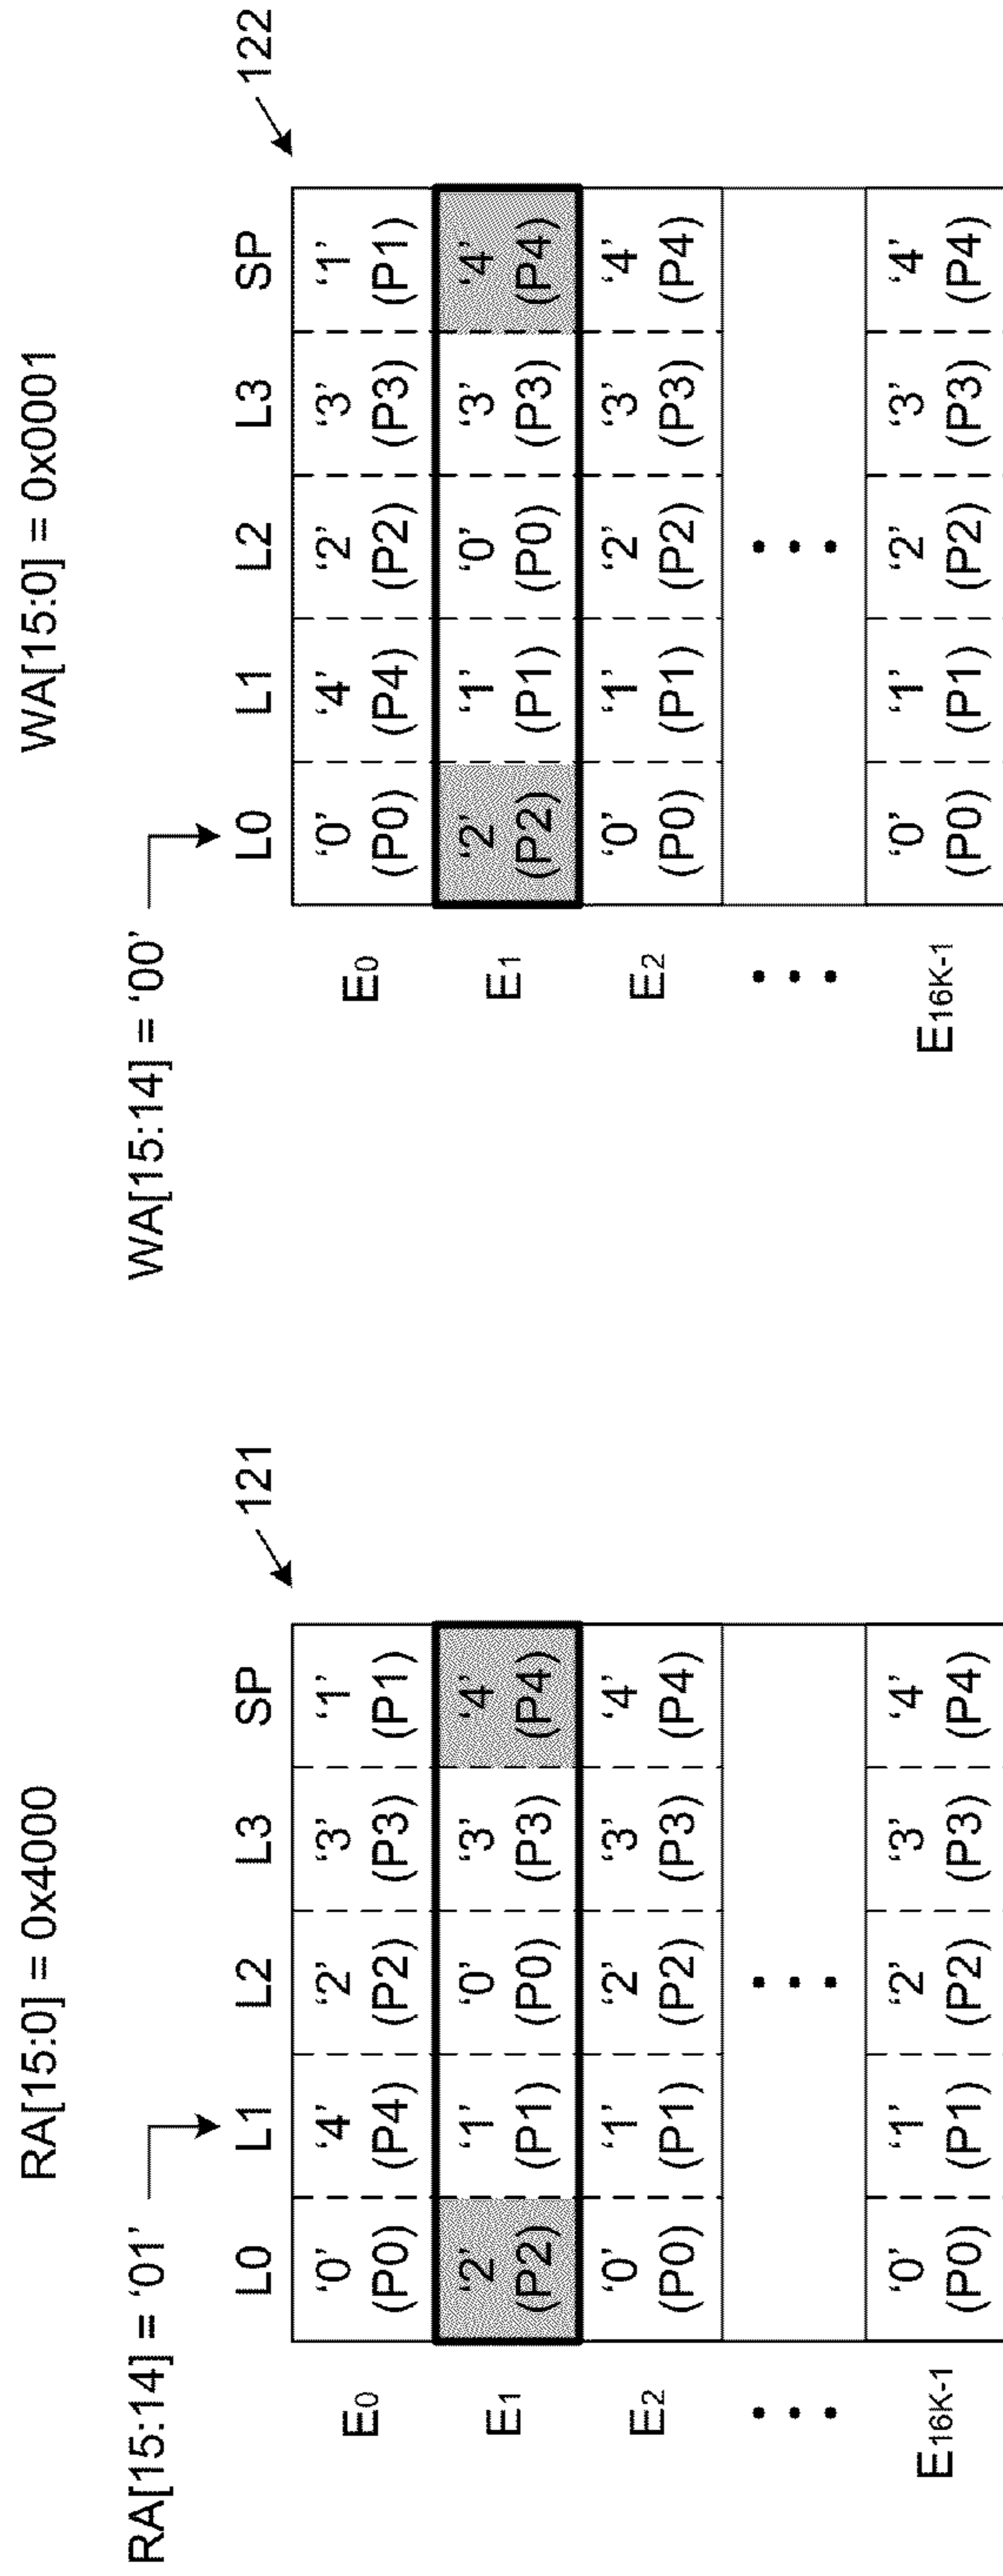 RA[15:0] = 0x4000
RA[15:14] = ‘01’
121
L0 L1 L2 L3 SP
E0 ‘0’ ‘4’ ‘2’ ‘3’ ‘1’
(P0) (P4) (P2) (P3) (P1)
E1 ‘2’ ‘1’ ‘0’ ‘3’ ‘4’
(P2) (P1) (P0) (P3) (P4)
E2 ‘0’ ‘1’ ‘2’ ‘3’ ‘4’
(P0) (P1) (P2) (P3) (P4)
E16K-1 ‘0’ ‘1’ ‘2’ ‘3’ ‘4’
(P0) (P1) (P2) (P3) (P4)
WA[15:0] = 0x0001
WA[15:14] = ‘00’
122
L0 L1 L2 L3 SP
E0 ‘0’ ‘4’ ‘2’ ‘3’ ‘1’
(P0) (P4) (P2) (P3) (P1)
E1 ‘2’ ‘1’ ‘0’ ‘3’ ‘4’
(P2) (P1) (P0) (P3) (P4)
E2 ‘0’ ‘1’ ‘2’ ‘3’ ‘4’
(P0) (P1) (P2) (P3) (P4)
E16K-1 ‘0’ ‘1’ ‘2’ ‘3’ ‘4’
(P0) (P1) (P2) (P3) (P4)